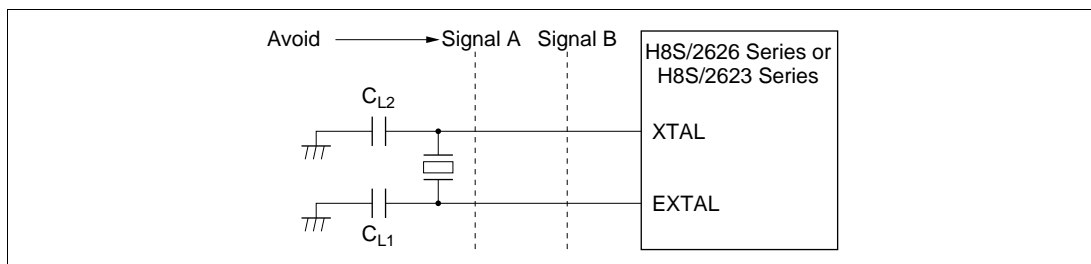 Avoid Signal A Signal B
H8S/2626 Series or
H8S/2623 Series
CL2
XTAL
EXTAL
CL1